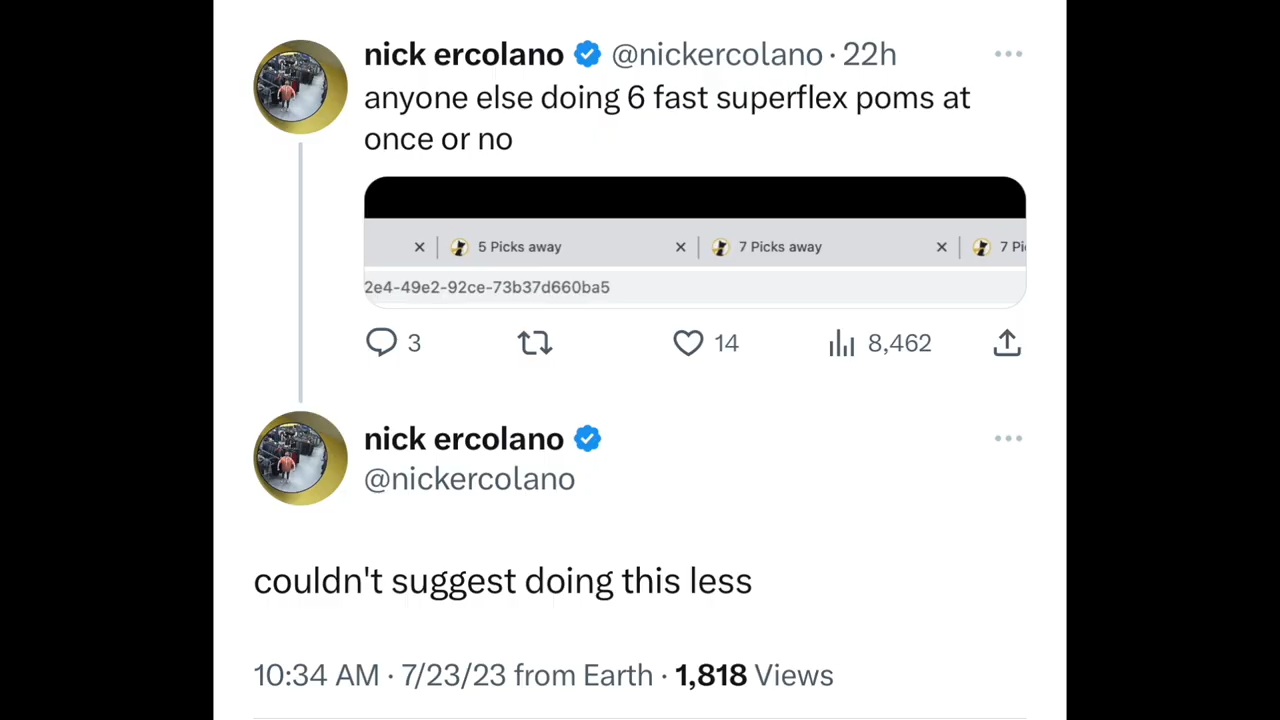 nick ercolano @nickercolano · 22h
anyone else doing 6 fast superflex poms at
once or no
5 Picks away 7 Picks away 7 Pi
2e4-49e2-92ce-73b37d660ba5
3 14 8,462
nick ercolano
@nickercolano
couldn't suggest doing this less
10:34 AM · 7/23/23 from Earth · 1,818 Views